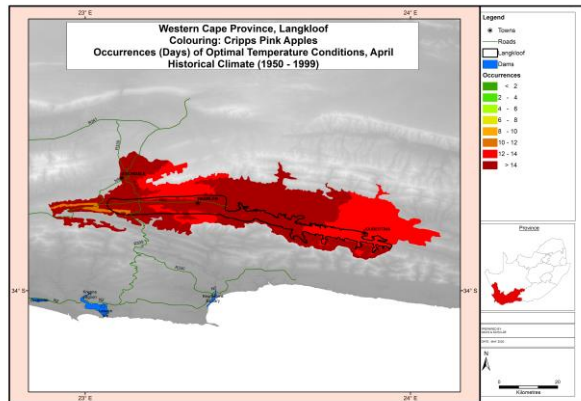 Western Cape Province, Langkloof
Colouring: Cripps Pink Apples
Occurrences (Days) of Optimal Temperature Conditions, April
Historical Climate (1950 - 1999)
23° E
24° E
34° S
34° S
23° E
24° E
Legend
Towns
Roads
Langkloof
Dams
Occurrences
< 2
2 - 4
4 - 6
6 - 8
8 - 10
10 - 12
12 - 14
> 14
Province
N
0
20
Kilometres